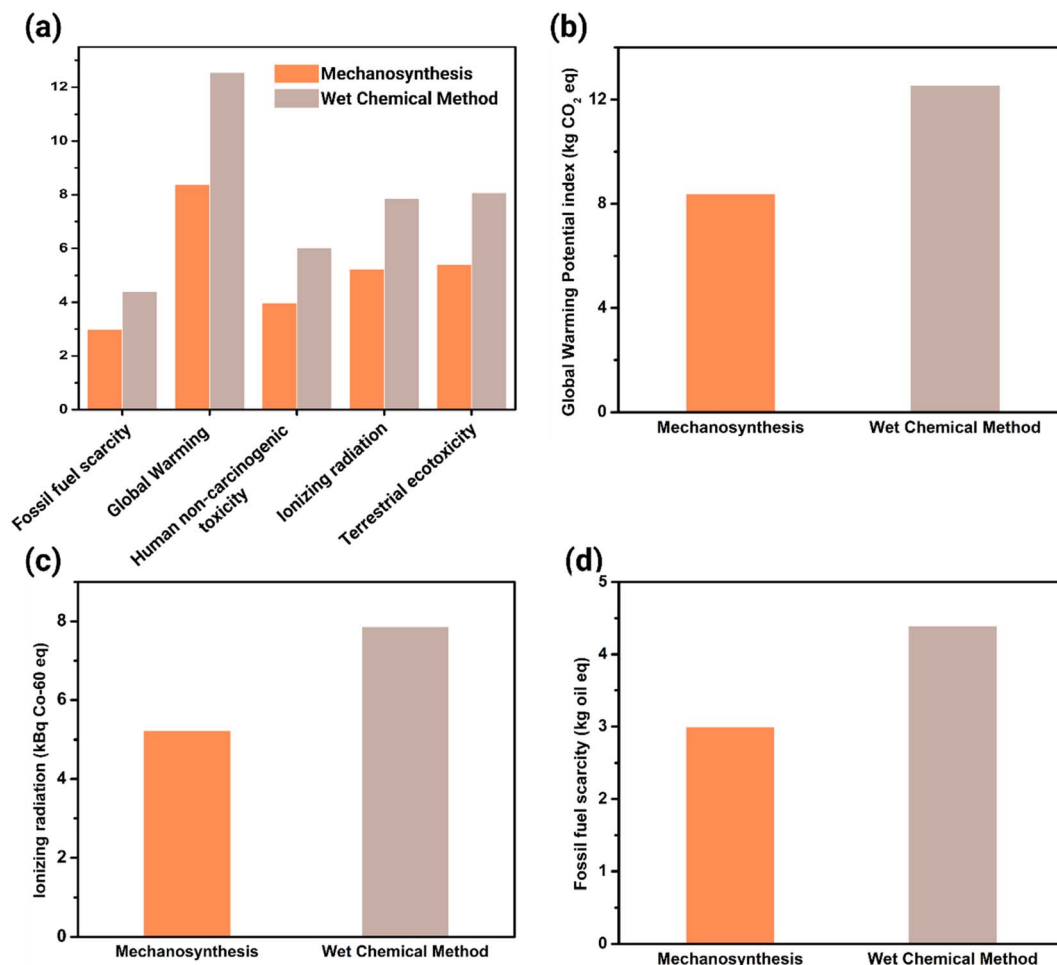 (a)
12
10
8
6
4
2
0
Mechanosynthesis
Wet Chemical Method
Fossil fuel scarcity
Global Warming
Human non-carcinogenic
toxicity
Ionizing radiation
Terrestrial ecotoxicity
(b)
Global Warming Potential index (kg CO₂ eq)
12
8
4
0
Mechanosynthesis
Wet Chemical Method
(c)
Ionizing radiation (kBq Co-60 eq)
8
6
4
2
0
Mechanosynthesis
Wet Chemical Method
(d)
Fossil fuel scarcity (kg oil eq)
5
4
3
2
1
0
Mechanosynthesis
Wet Chemical Method